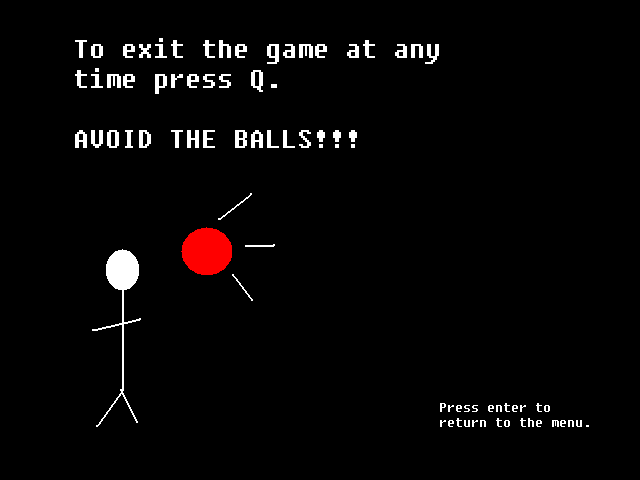 To exit the game at any
time press Q.
AVOID THE BALLS!!!
Press enter to
return to the menu.